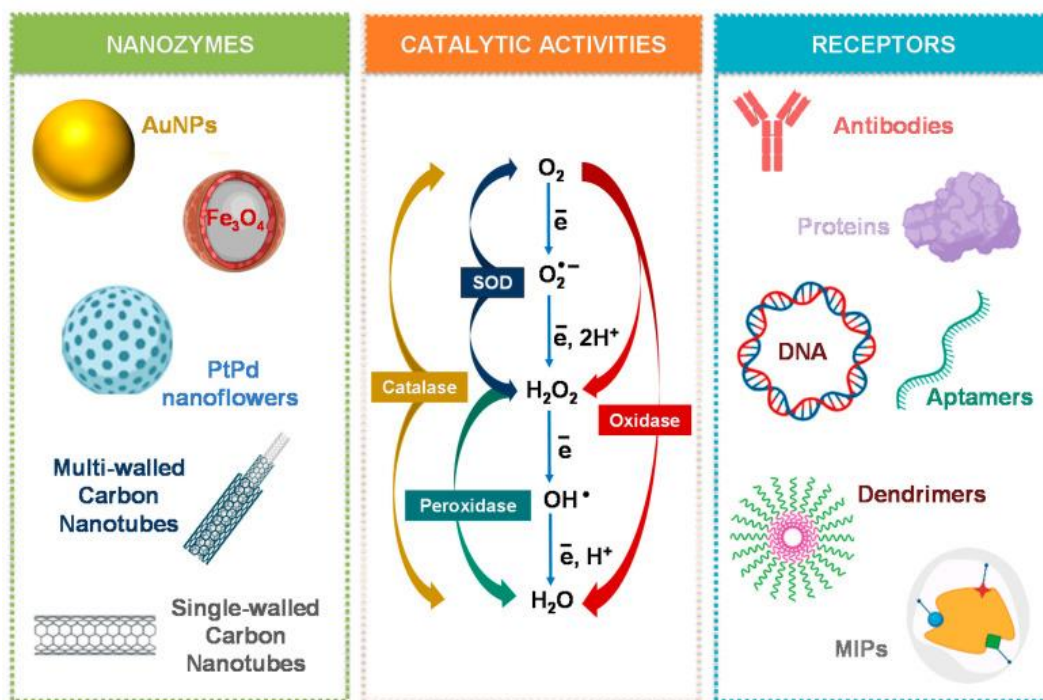 NANOZYMES
AuNPs
Fe₃O₄
PtPd
nanoflowers
Multi-walled
Carbon
Nanotubes
Single-walled
Carbon
Nanotubes
CATALYTIC ACTIVITIES
O₂
ē
SOD
O₂•−
ē, 2H⁺
Catalase
H₂O₂
Oxidase
ē
Peroxidase
OH•
ē, H⁺
H₂O
RECEPTORS
Antibodies
Proteins
DNA
Aptamers
Dendrimers
MIPs